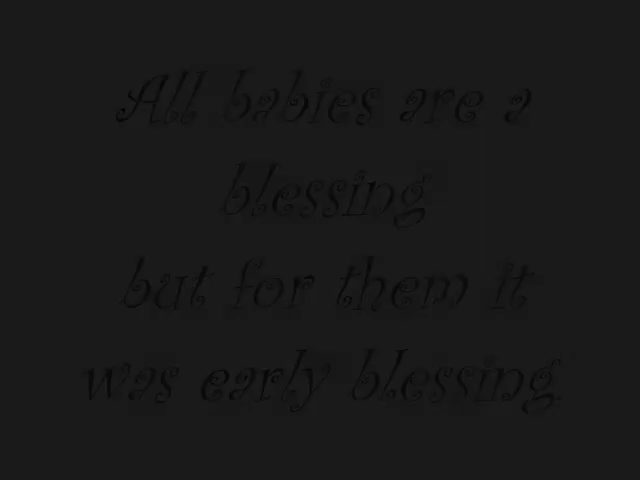 All babies are a
blessing
but for them it
was early blessing.